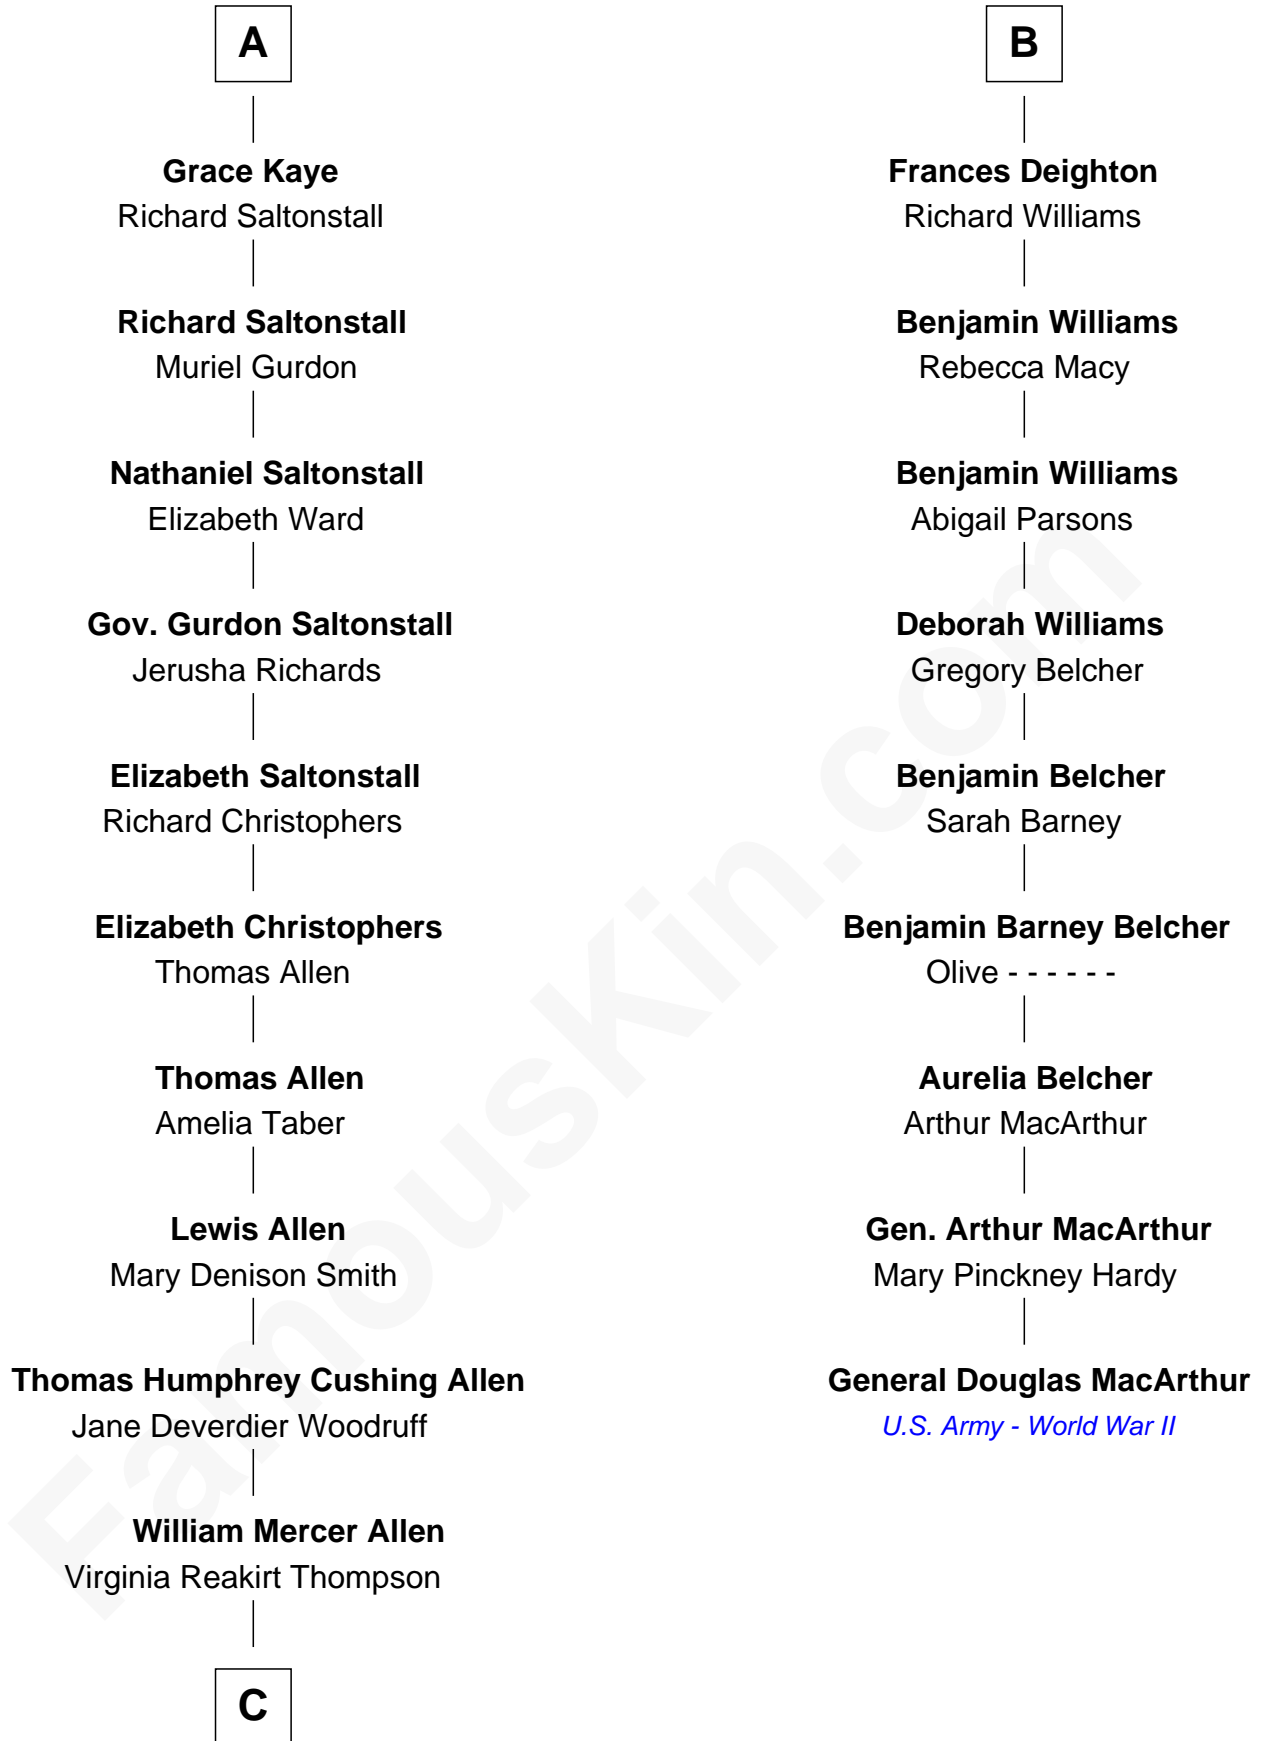 A
Grace Kaye
Richard Saltonstall
Richard Saltonstall
Muriel Gurdon
Nathaniel Saltonstall
Elizabeth Ward
Gov. Gurdon Saltonstall
Jerusha Richards
Elizabeth Saltonstall
Richard Christophers
Elizabeth Christophers
Thomas Allen
Thomas Allen
Amelia Taber
Lewis Allen
Mary Denison Smith
Thomas Humphrey Cushing Allen
Jane Deverdier Woodruff
William Mercer Allen
Virginia Reakirt Thompson
C
B
Frances Deighton
Richard Williams
Benjamin Williams
Rebecca Macy
Benjamin Williams
Abigail Parsons
Deborah Williams
Gregory Belcher
Benjamin Belcher
Sarah Barney
Benjamin Barney Belcher
Olive - - - - - -
Aurelia Belcher
Arthur MacArthur
Gen. Arthur MacArthur
Mary Pinckney Hardy
General Douglas MacArthur
U.S. Army - World War II
FamousKin.com